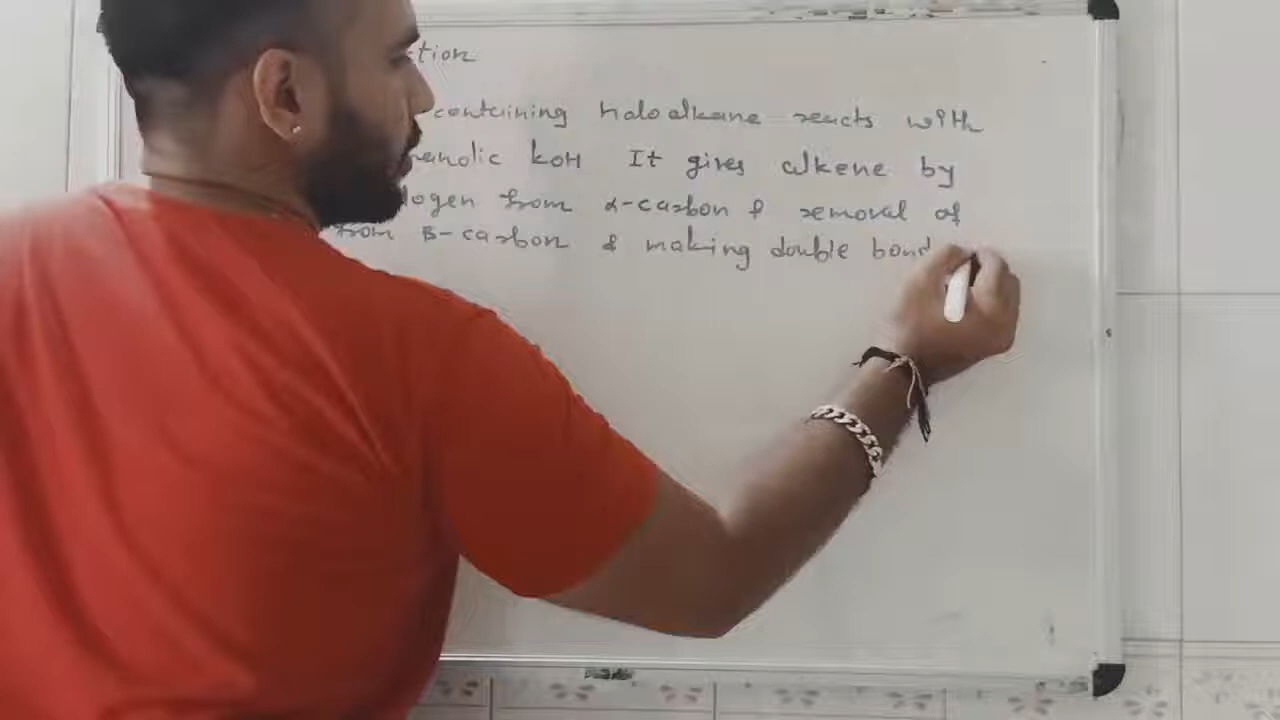 ction
containing haloalkane reacts with
anolic KOH It gives alkene by
logen from α-carbon & removal of
from B-carbon & making double bond